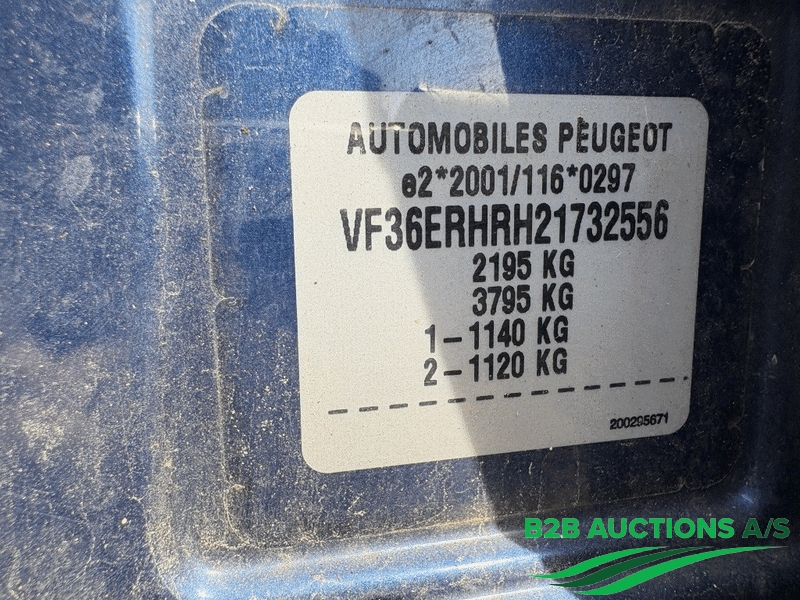 AUTOMOBILES PEUGEOT
e2*2001/116*0297
VF36ERHRH21732556
2195 KG
3795 KG
1-1140 KG
2-1120 KG
200295671
B2B AUCTIONS A/S